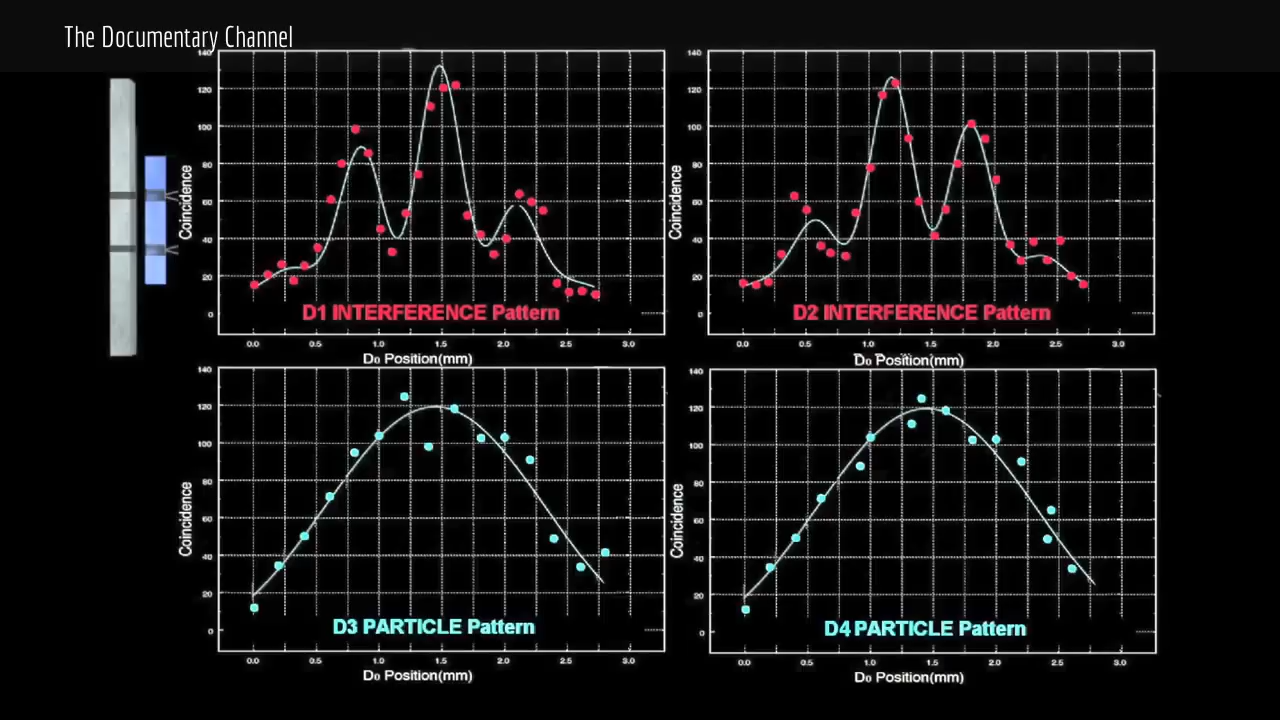 The Documentary Channel
140
120
100
80
60
40
20
0
Coincidence
D1 INTERFERENCE Pattern
0.0 0.5 1.0 1.5 2.0 2.5 3.0
D0 Position(mm)
140
120
100
80
60
40
20
0
Coincidence
D2 INTERFERENCE Pattern
0.0 0.5 1.0 1.5 2.0 2.5 3.0
D0 Position(mm)
140
120
100
80
60
40
20
0
Coincidence
D3 PARTICLE Pattern
0.0 0.5 1.0 1.5 2.0 2.5 3.0
D0 Position(mm)
140
120
100
80
60
40
20
0
Coincidence
D4 PARTICLE Pattern
0.0 0.5 1.0 1.5 2.0 2.5 3.0
D0 Position(mm)